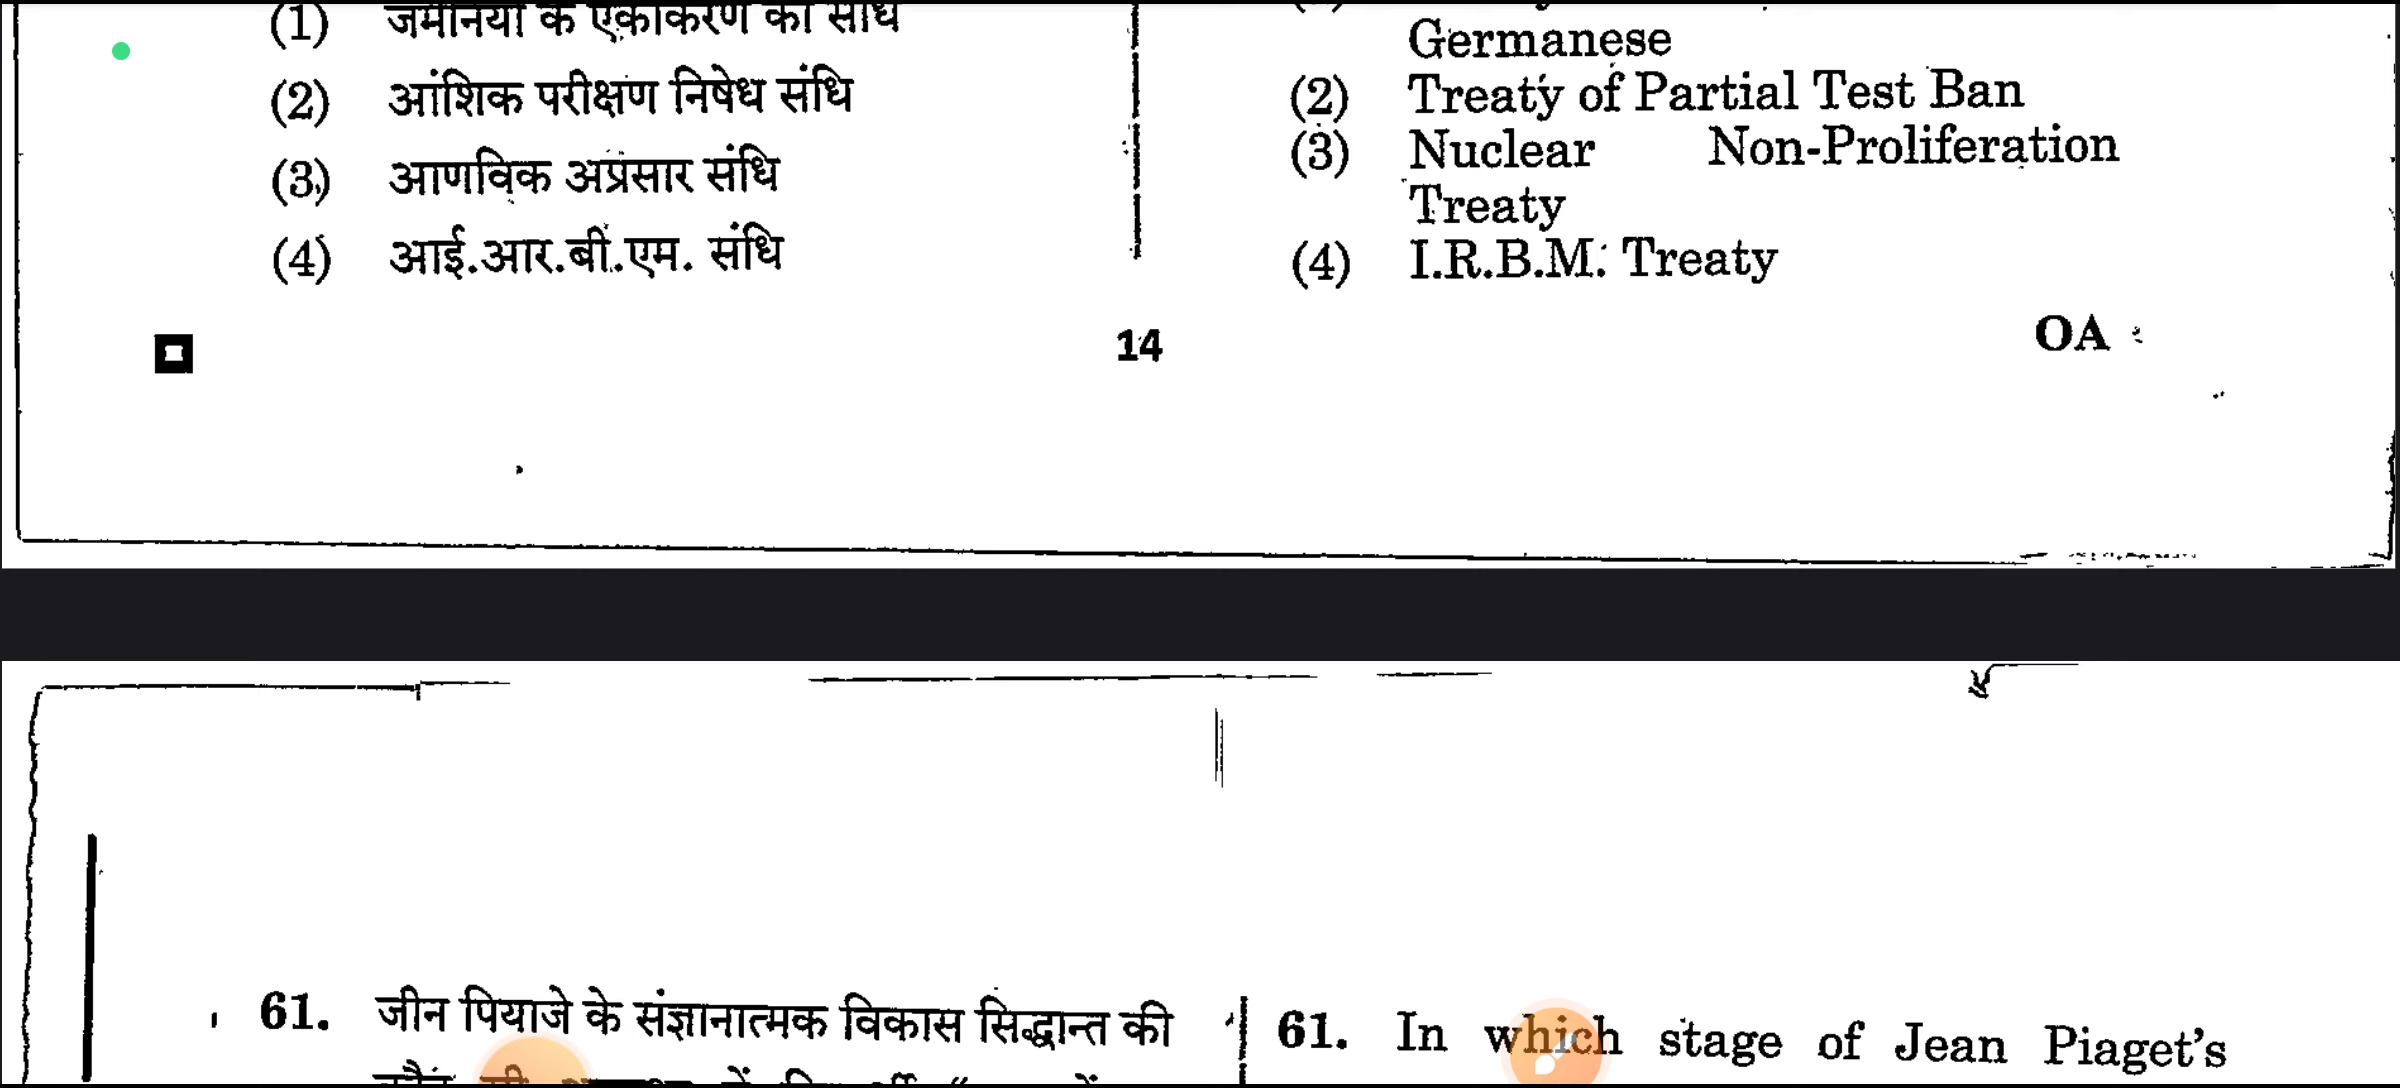 (1) जर्मनियों के एकीकरण की संधि
(2) आंशिक परीक्षण निषेध संधि
(3) आणविक अप्रसार संधि
(4) आई.आर.बी.एम. संधि
Germanese
(2) Treaty of Partial Test Ban
(3) Nuclear Non-Proliferation
Treaty
(4) I.R.B.M. Treaty
14
OA
61. जीन पियाजे के संज्ञानात्मक विकास सिद्धान्त की
61. In which stage of Jean Piaget's